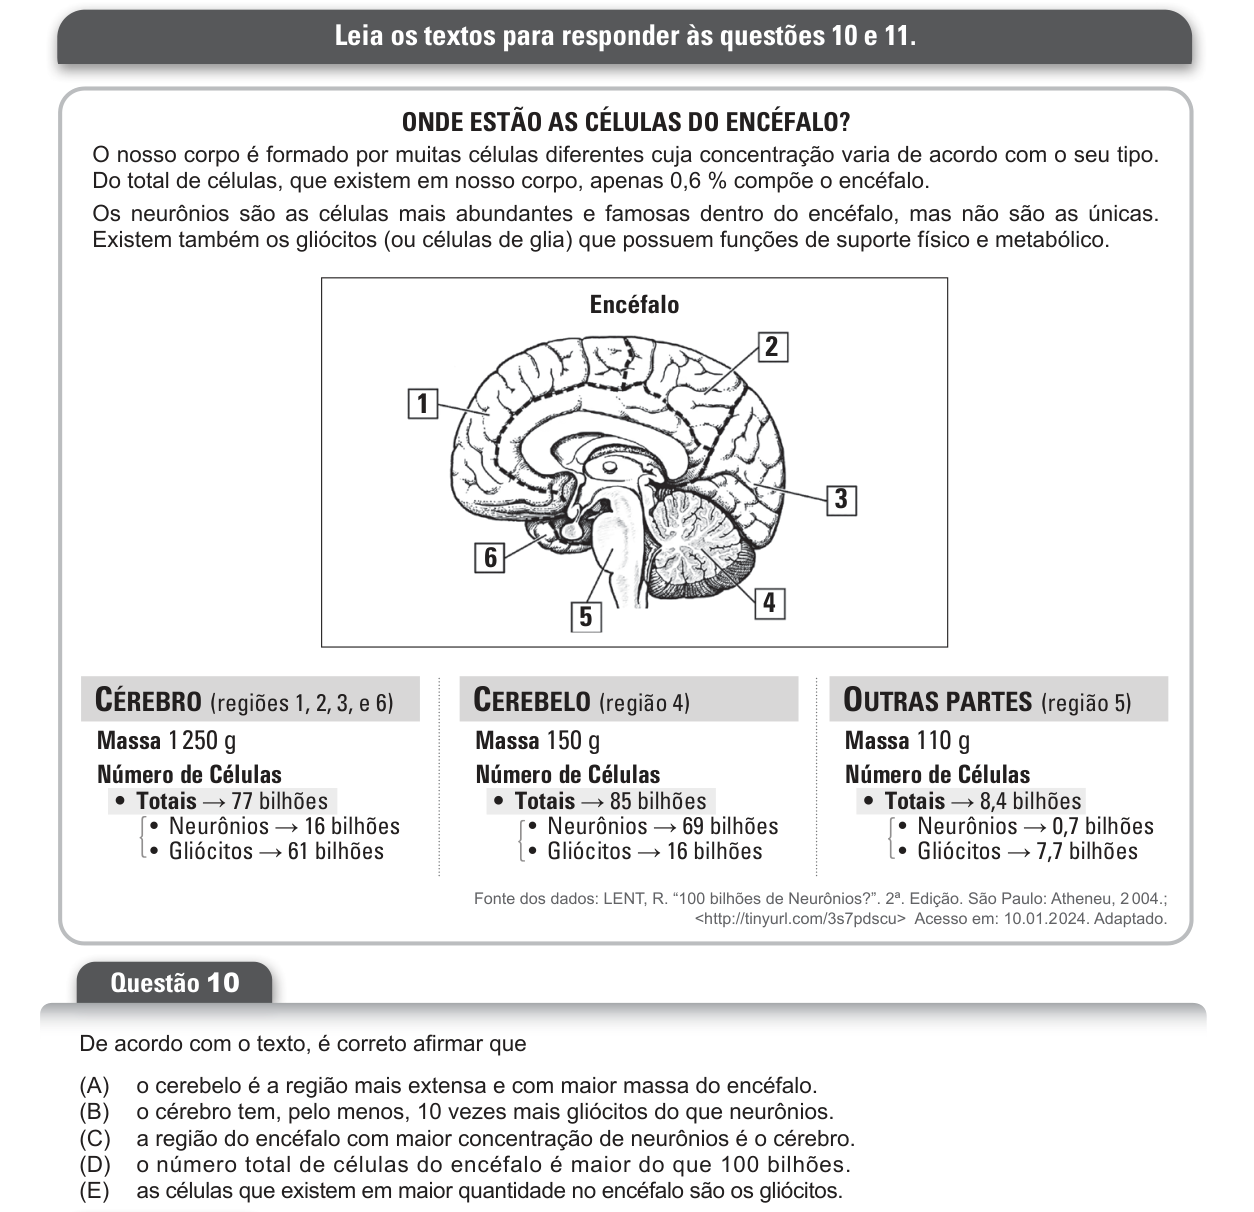 Leia os textos para responder às questões 10 e 11.
ONDE ESTÃO AS CÉLULAS DO ENCÉFALO?
O nosso corpo é formado por muitas células diferentes cuja concentração varia de acordo com o seu tipo.
Do total de células, que existem em nosso corpo, apenas 0,6 % compõe o encéfalo.
Os neurônios são as células mais abundantes e famosas dentro do encéfalo, mas não são as únicas.
Existem também os gliócitos (ou células de glia) que possuem funções de suporte físico e metabólico.
Encéfalo
1
2
3
4
5
6
CÉREBRO (regiões 1, 2, 3, e 6)
Massa 1 250 g
Número de Células
• Totais → 77 bilhões
• Neurônios → 16 bilhões
• Gliócitos → 61 bilhões
CEREBELO (região 4)
Massa 150 g
Número de Células
• Totais → 85 bilhões
• Neurônios → 69 bilhões
• Gliócitos → 16 bilhões
OUTRAS PARTES (região 5)
Massa 110 g
Número de Células
• Totais → 8,4 bilhões
• Neurônios → 0,7 bilhões
• Gliócitos → 7,7 bilhões
Fonte dos dados: LENT, R. “100 bilhões de Neurônios?”. 2ª. Edição. São Paulo: Atheneu, 2 004.;
<http://tinyurl.com/3s7pdscu> Acesso em: 10.01.2024. Adaptado.
Questão 10
De acordo com o texto, é correto afirmar que
(A) o cerebelo é a região mais extensa e com maior massa do encéfalo.
(B) o cérebro tem, pelo menos, 10 vezes mais gliócitos do que neurônios.
(C) a região do encéfalo com maior concentração de neurônios é o cérebro.
(D) o número total de células do encéfalo é maior do que 100 bilhões.
(E) as células que existem em maior quantidade no encéfalo são os gliócitos.